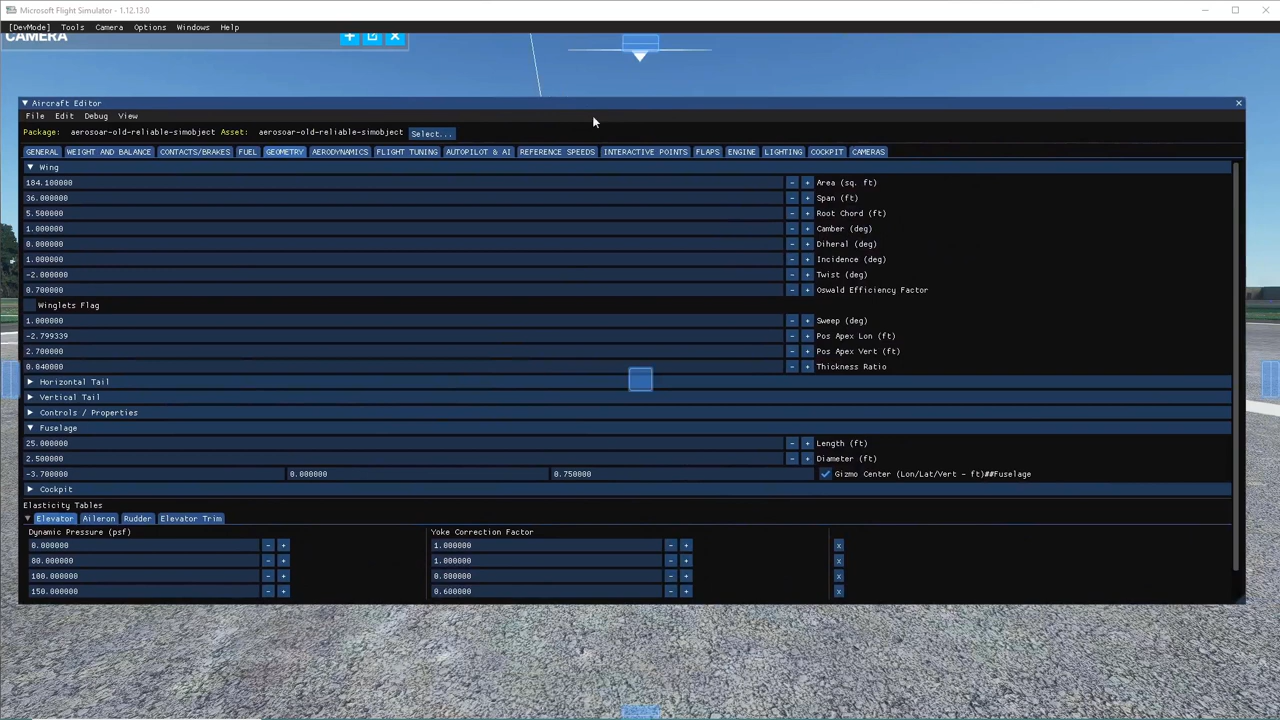 Microsoft Flight Simulator - 1.12.13.0
[DevMode] Tools Camera Options Windows Help
CAMERA
Aircraft Editor
File Edit Debug View
Package: aerosoar-old-reliable-simobject Asset: aerosoar-old-reliable-simobject Select...
GENERAL WEIGHT AND BALANCE CONTACTS/BRAKES FUEL GEOMETRY AERODYNAMICS FLIGHT TUNING AUTOPILOT & AI REFERENCE SPEEDS INTERACTIVE POINTS FLAPS ENGINE LIGHTING COCKPIT CAMERAS
Wing
184.100000 - + Area (sq. ft)
36.000000 - + Span (ft)
5.500000 - + Root Chord (ft)
1.000000 - + Camber (deg)
0.000000 - + Diheral (deg)
1.000000 - + Incidence (deg)
-2.000000 - + Twist (deg)
0.700000 - + Oswald Efficiency Factor
Winglets Flag
1.000000 - + Sweep (deg)
-2.799339 - + Pos Apex Lon (ft)
2.700000 - + Pos Apex Vert (ft)
0.040000 - + Thickness Ratio
Horizontal Tail
Vertical Tail
Controls / Properties
Fuselage
25.000000 - + Length (ft)
2.500000 - + Diameter (ft)
-3.700000 0.000000 0.750000 Gizmo Center (Lon/Lat/Vert - ft)##Fuselage
Cockpit
Elasticity Tables
Elevator Aileron Rudder Elevator Trim
Dynamic Pressure (psf) Yoke Correction Factor
0.000000 - + 1.000000 - + x
80.000000 - + 1.000000 - + x
100.000000 - + 0.800000 - + x
150.000000 - + 0.600000 - + x